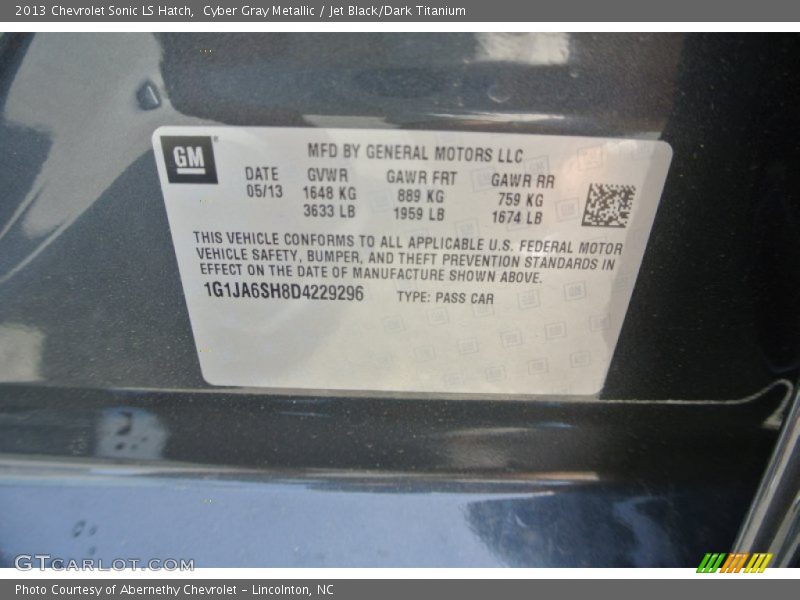 2013 Chevrolet Sonic LS Hatch, Cyber Gray Metallic / Jet Black/Dark Titanium
GM
MFD BY GENERAL MOTORS LLC
DATE GVWR GAWR FRT GAWR RR
05/13 1648 KG 889 KG 759 KG
3633 LB 1959 LB 1674 LB
THIS VEHICLE CONFORMS TO ALL APPLICABLE U.S. FEDERAL MOTOR
VEHICLE SAFETY, BUMPER, AND THEFT PREVENTION STANDARDS IN
EFFECT ON THE DATE OF MANUFACTURE SHOWN ABOVE.
1G1JA6SH8D4229296 TYPE: PASS CAR
GTCARLOT.COM
Photo Courtesy of Abernethy Chevrolet - Lincolnton, NC